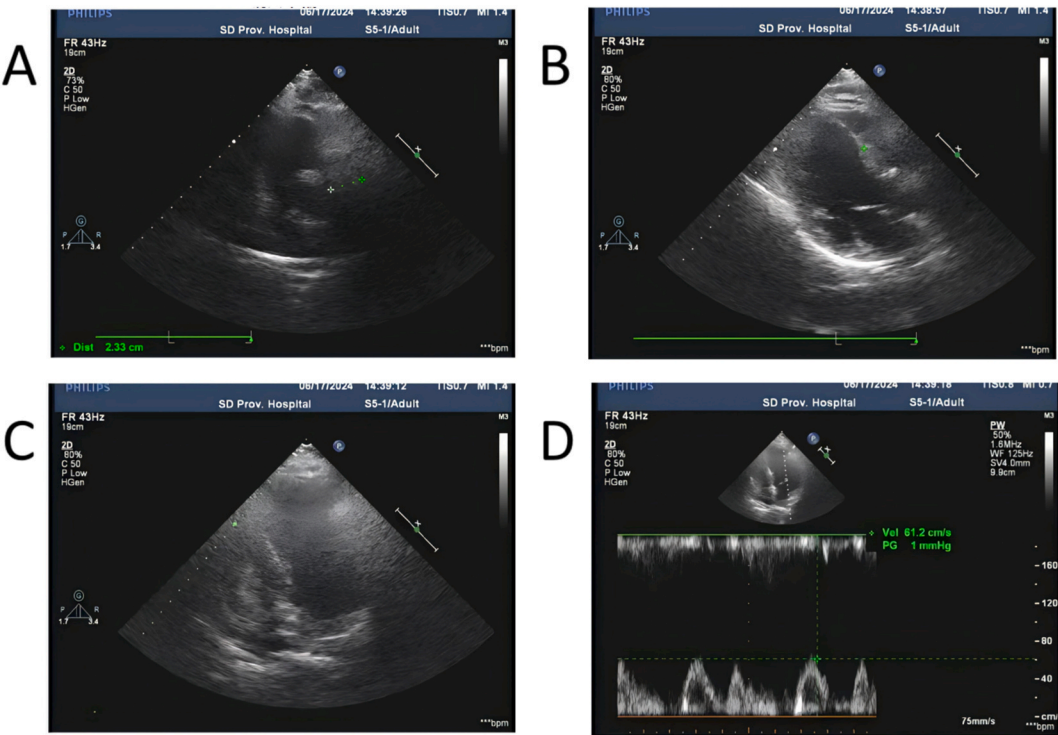 A
PHILIPS
06/17/2024 14:39:26 TIS0.7 MI 1.4
SD Prov. Hospital S5-1/Adult
FR 43Hz
19cm
M3
2D
73%
C 50
P Low
HGen
P
G
P R
1.7 3.4
Dist 2.33 cm
***bpm
B
PHILIPS
06/17/2024 14:38:57 TIS0.7 MI 1.4
SD Prov. Hospital S5-1/Adult
FR 43Hz
19cm
M3
2D
80%
C 50
P Low
HGen
P
G
P R
1.7 3.4
***bpm
C
PHILIPS
06/17/2024 14:39:12 TIS0.7 MI 1.4
SD Prov. Hospital S5-1/Adult
FR 43Hz
19cm
M3
2D
80%
C 50
P Low
HGen
P
G
P R
1.7 3.4
***bpm
D
PHILIPS
06/17/2024 14:39:18 TIS0.8 MI 0.7
SD Prov. Hospital S5-1/Adult
FR 43Hz
19cm
M3
2D
80%
C 50
P Low
HGen
P
PW
50%
1.6MHz
WF 125Hz
SV4 0mm
9.9cm
Vel 61.2 cm/s
PG 1 mmHg
-160
-120
-80
-40
-cm/
75mm/s
***bpm